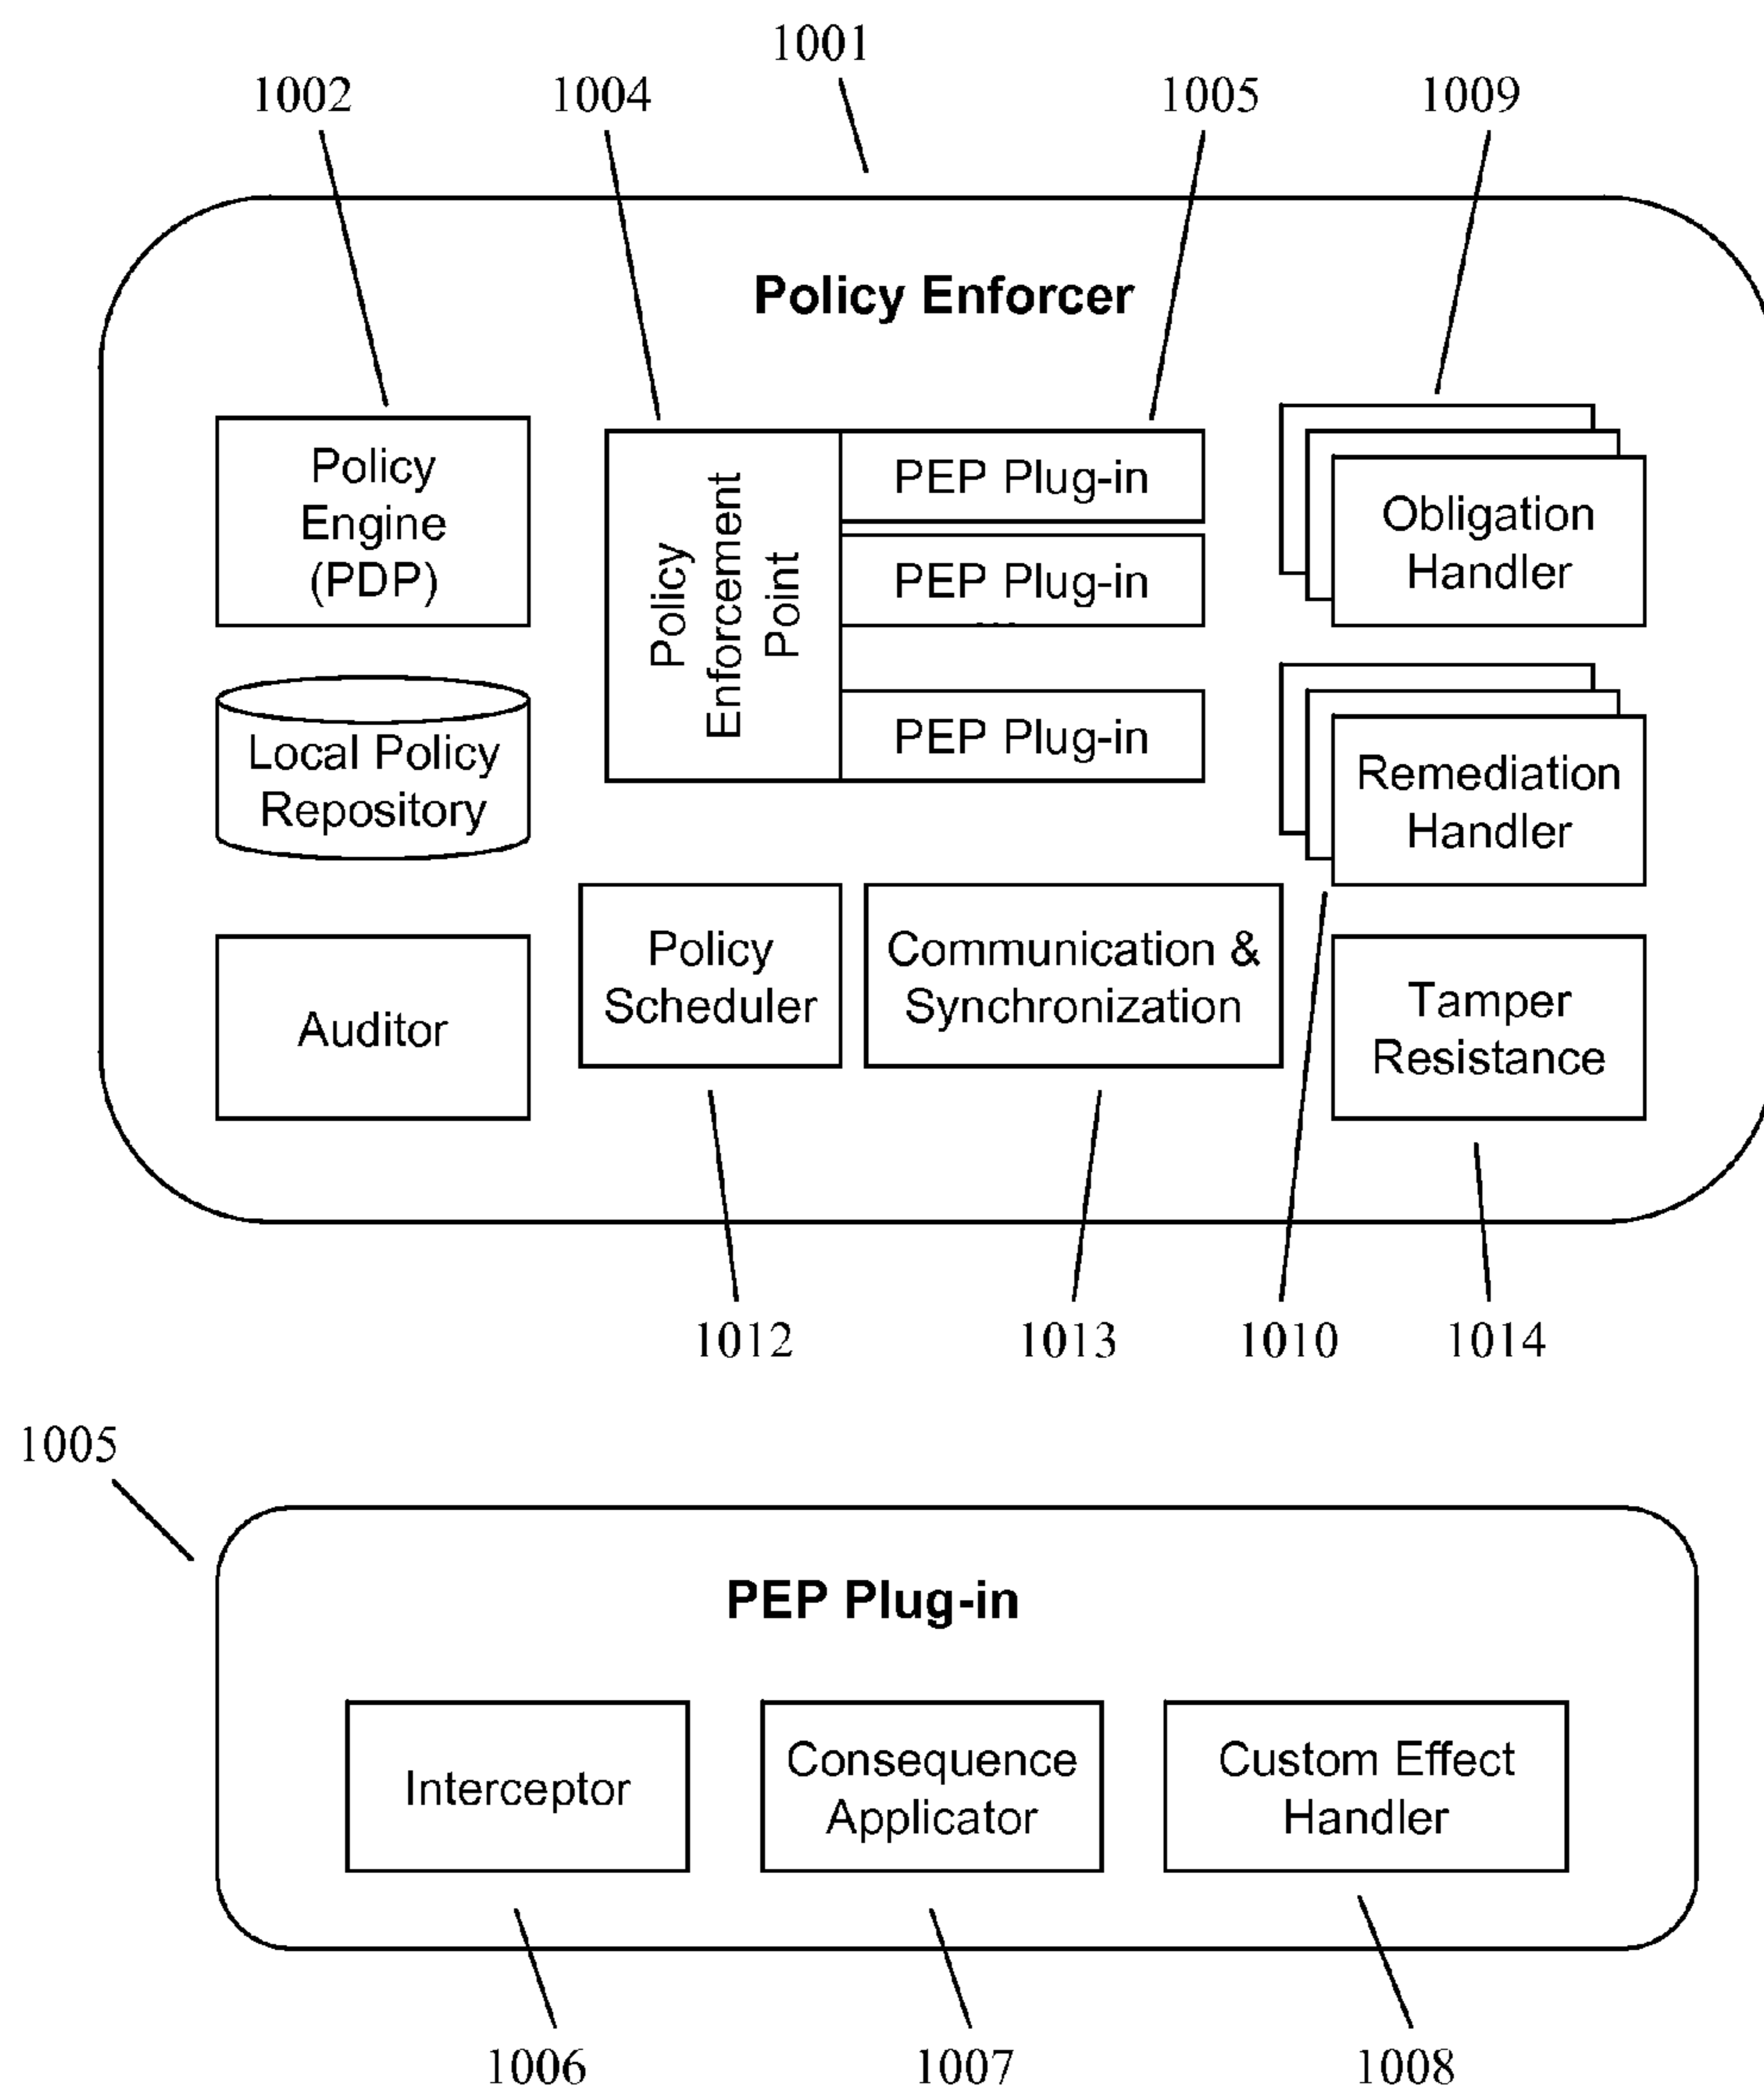 1001
1002
1004
1005
1009
Policy Enforcer
Policy
Engine
(PDP)
Policy
Enforcement
Point
PEP Plug-in
PEP Plug-in
...
PEP Plug-in
Obligation
Handler
Local Policy
Repository
Remediation
Handler
Auditor
Policy
Scheduler
Communication &
Synchronization
Tamper
Resistance
1012
1013
1010
1014
1005
PEP Plug-in
Interceptor
Consequence
Applicator
Custom Effect
Handler
1006
1007
1008